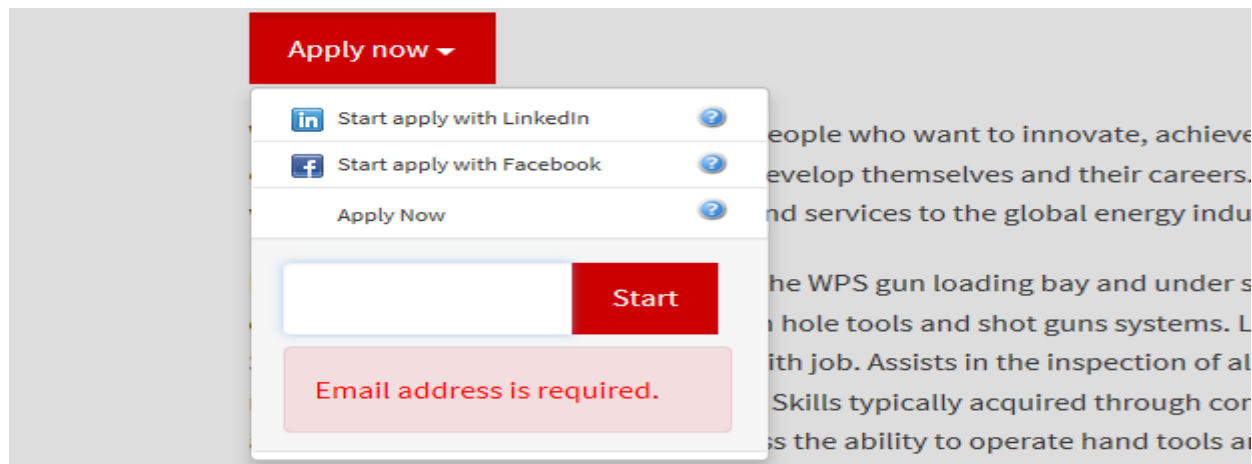 Apply now
Start apply with LinkedIn
Start apply with Facebook
Apply Now
Start
Email address is required.
eople who want to innovate, achieve
evelop themselves and their careers.
nd services to the global energy indu
he WPS gun loading bay and under s
hole tools and shot guns systems. L
ith job. Assists in the inspection of al
Skills typically acquired through cor
ss the ability to operate hand tools a